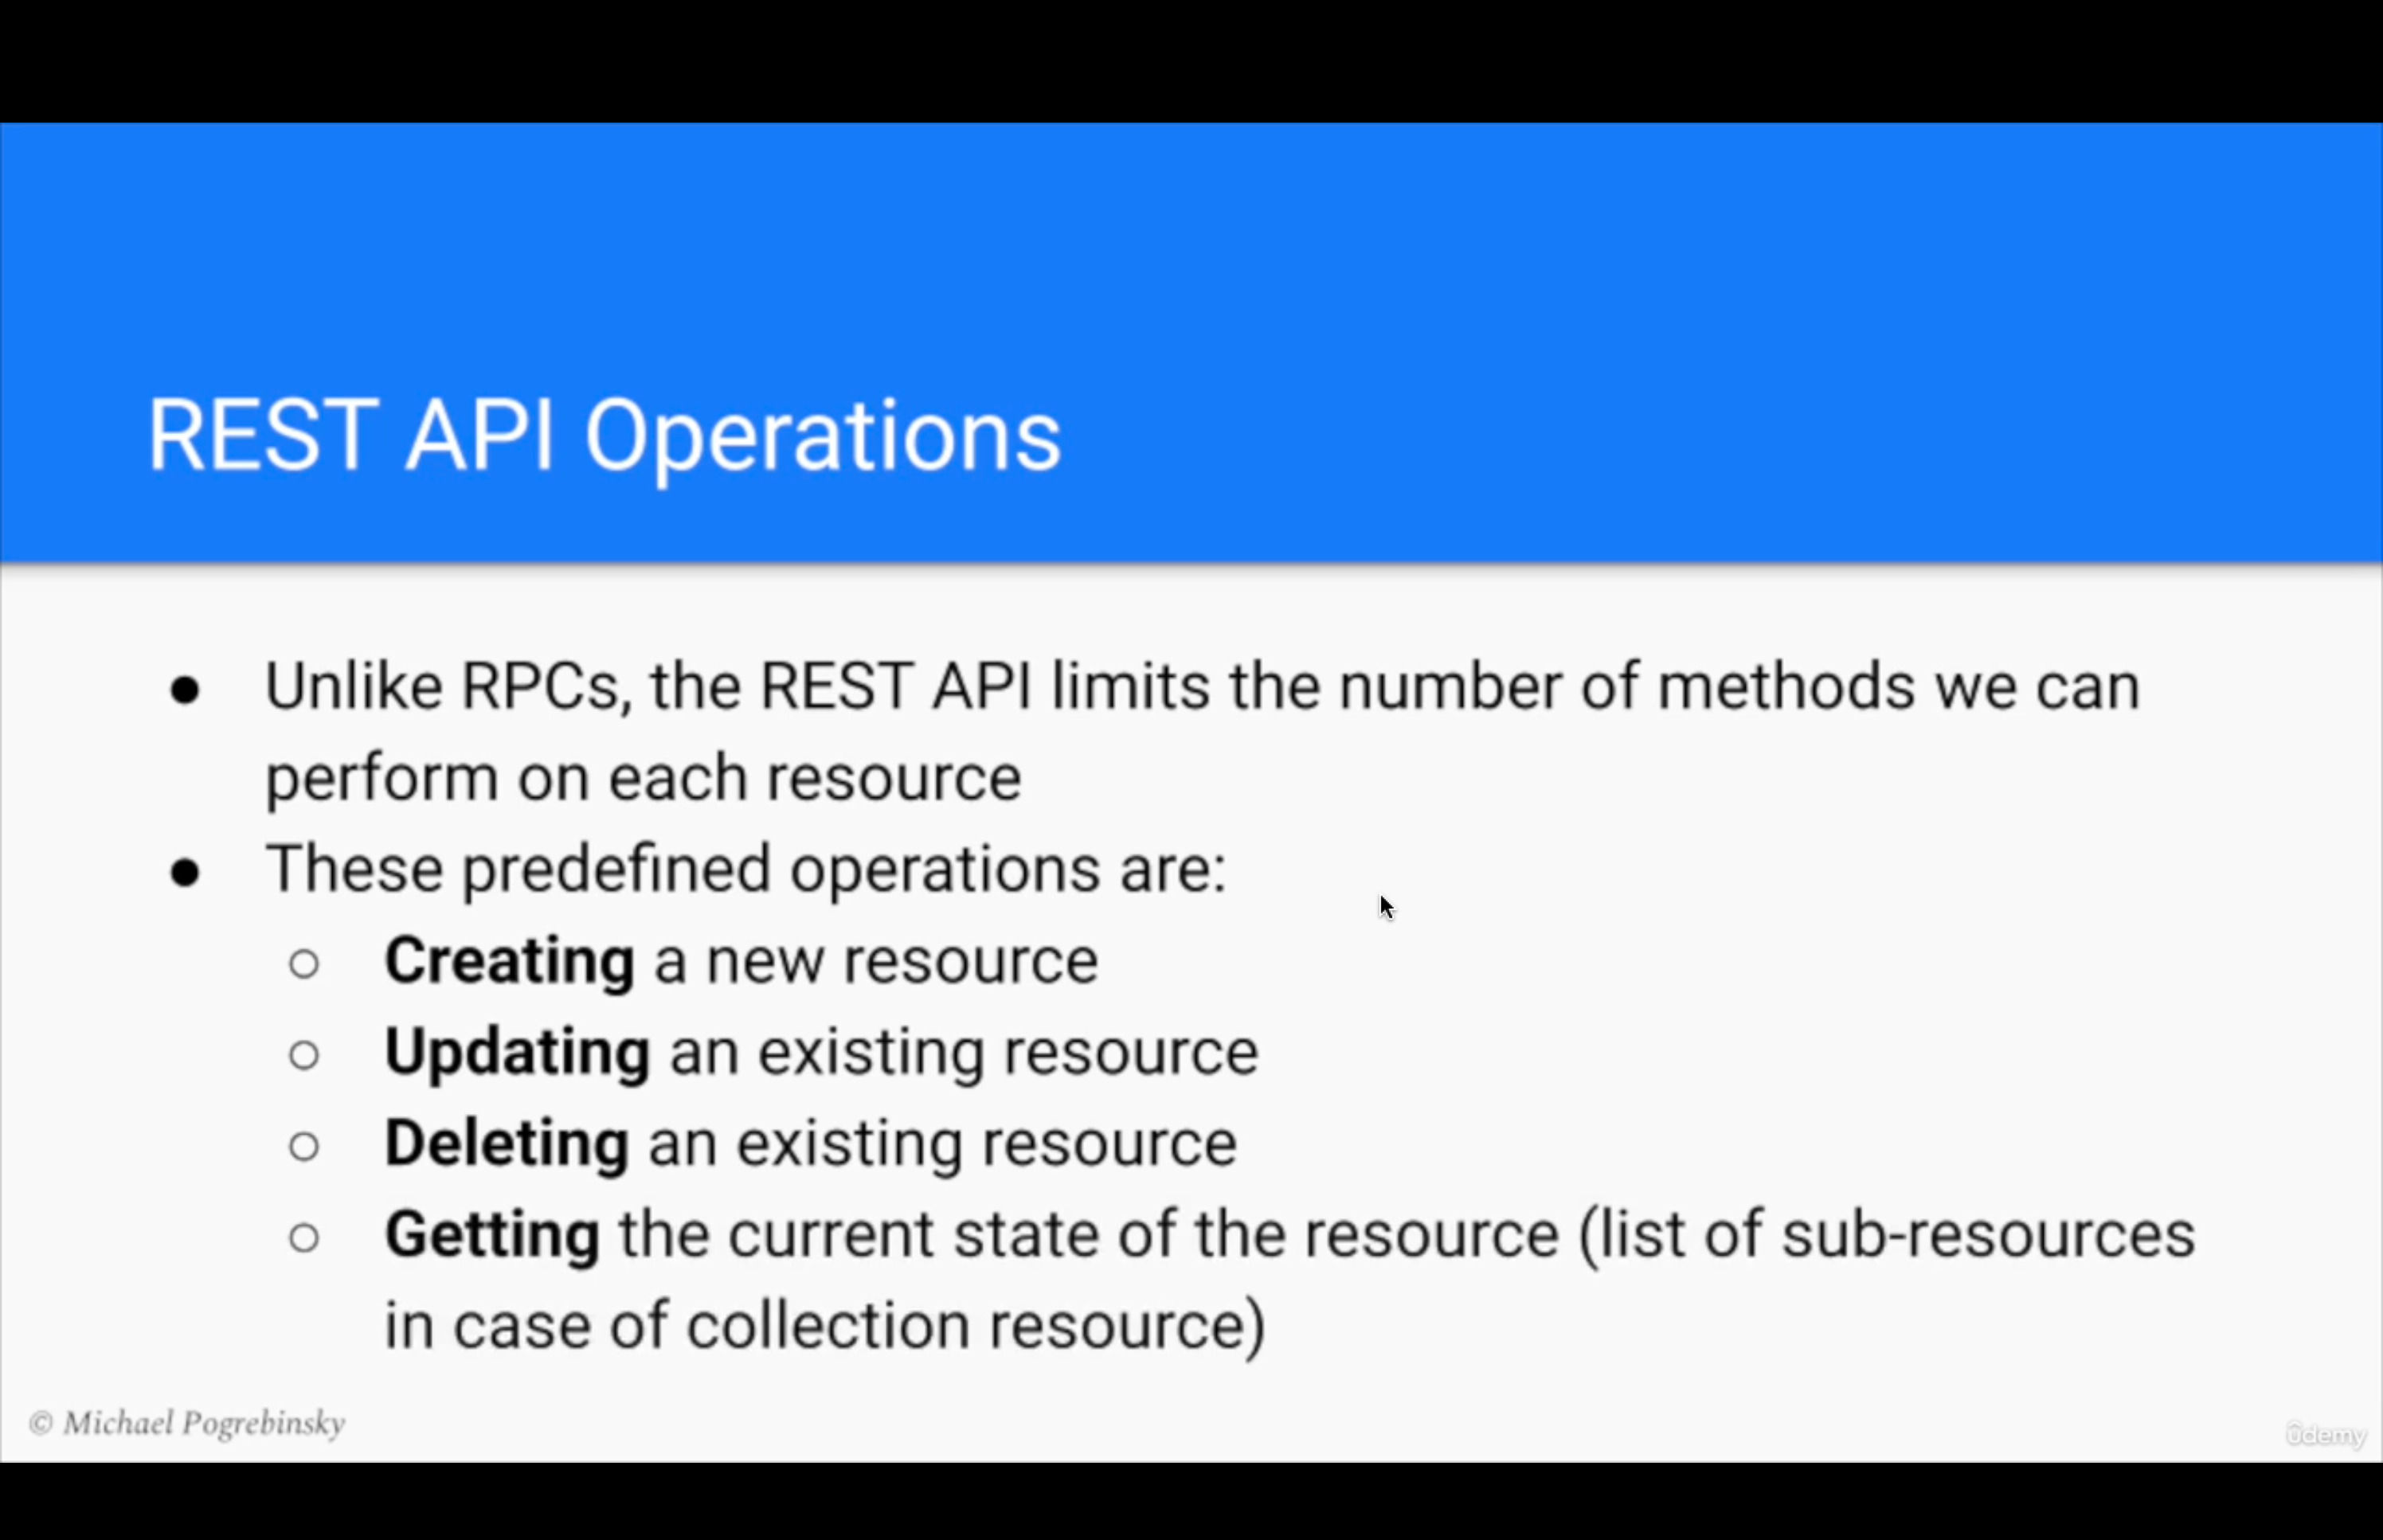 REST API Operations
● Unlike RPCs, the REST API limits the number of methods we can
perform on each resource
● These predefined operations are:
○ Creating a new resource
○ Updating an existing resource
○ Deleting an existing resource
○ Getting the current state of the resource (list of sub-resources
in case of collection resource)
© Michael Pogrebinsky
ûdemy